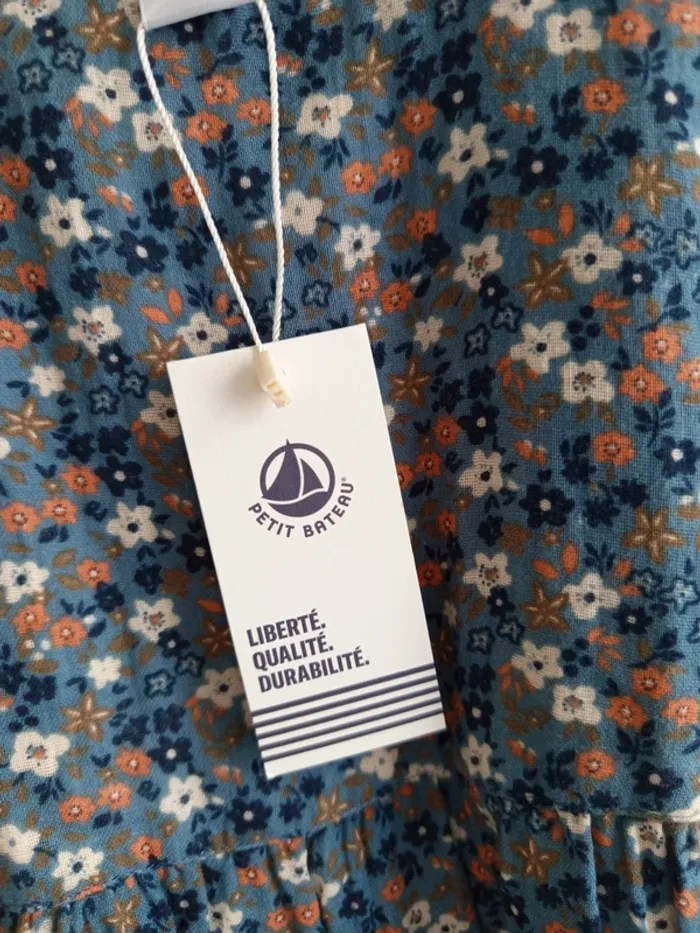 PETIT BATEAU®
LIBERTÉ.
QUALITÉ.
DURABILITÉ.